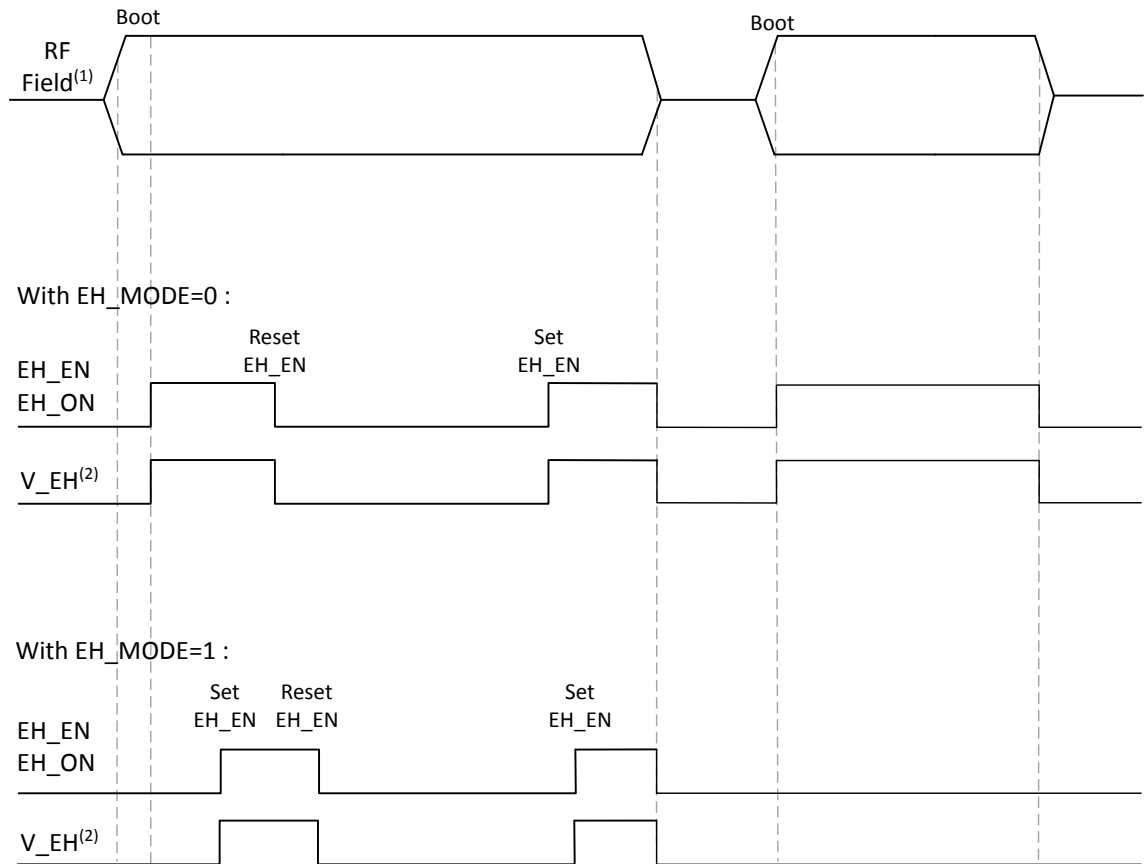 Boot
Boot
RF
Field(1)
With EH_MODE=0 :
Reset
EH_EN
Set
EH_EN
EH_EN
EH_ON
V_EH(2)
With EH_MODE=1 :
Set
EH_EN
Reset
EH_EN
Set
EH_EN
EH_EN
EH_ON
V_EH(2)